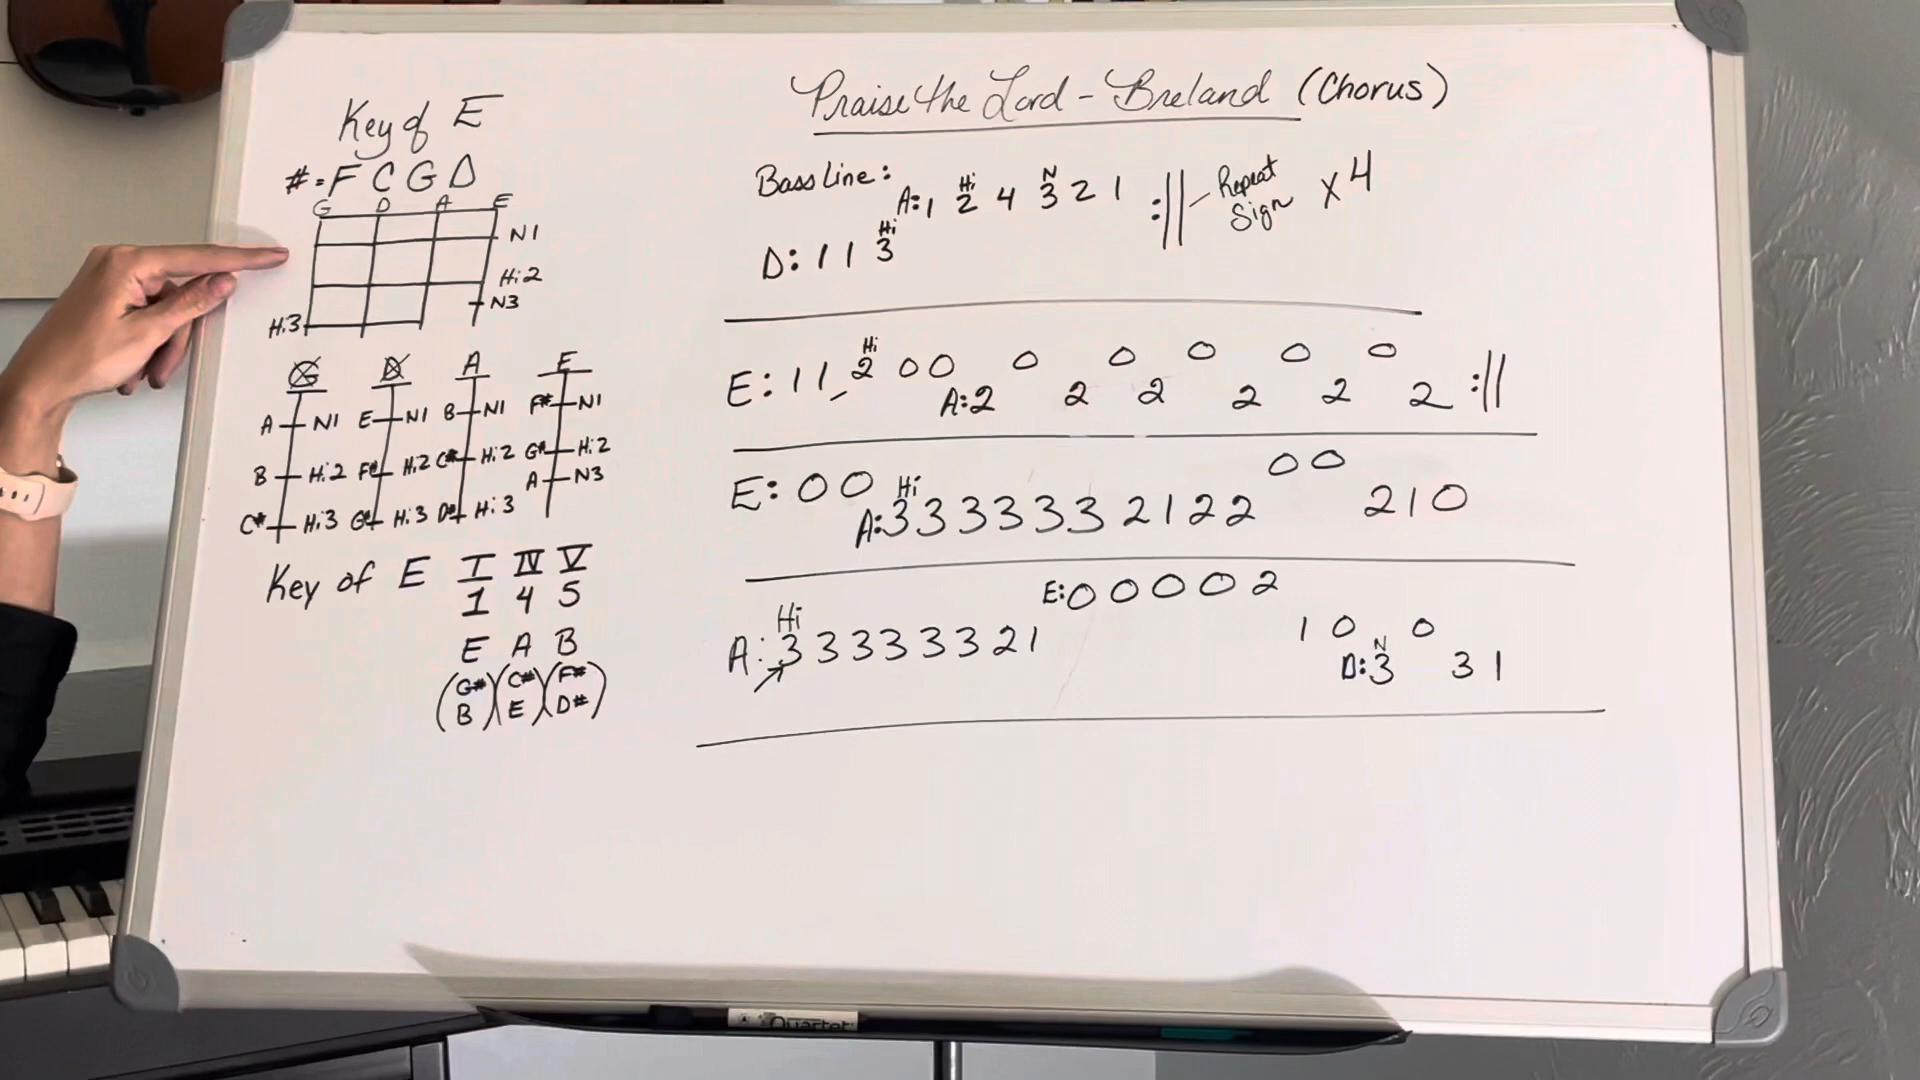 Key of E
# = F C G D
G D A E
N1
Hi2
N3
Hi3
G D A E
A N1 E N1 B N1 F# N1
B Hi2 F# Hi2 C# Hi2 G# Hi2
A N3
C# Hi3 G# Hi3 D# Hi3
Key of E I IV V
1 4 5
E A B
(G# B) (C# E) (F# D#)
Praise the Lord - Breland (Chorus)
Bass Line:
Hi N
A: 1 2 4 3 2 1 :|| Repeat Sign x4
Hi
D: 1 1 3
Hi
E: 1 1 2 0 0 0 0 0 0 0
A: 2 2 2 2 2 2 :||
E: 0 0 0 0
Hi
A: 3 3 3 3 3 3 2 1 2 2 2 1 0
E: 0 0 0 0 2
Hi
A: 3 3 3 3 3 3 2 1 1 0 0
N
D: 3 3 1
Quartet